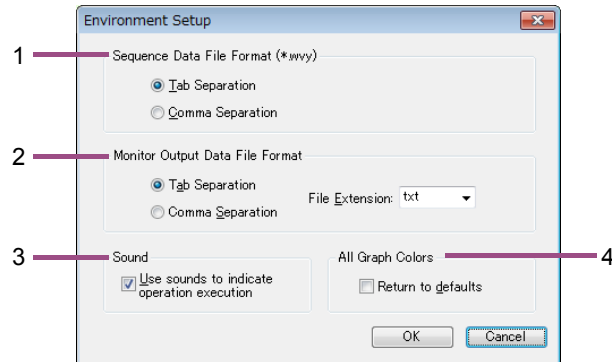 Environment Setup
1
Sequence Data File Format (*.wvy)
Tab Separation
Comma Separation
2
Monitor Output Data File Format
Tab Separation
File Extension: txt
Comma Separation
3
Sound
Use sounds to indicate
operation execution
All Graph Colors
4
Return to defaults
OK
Cancel